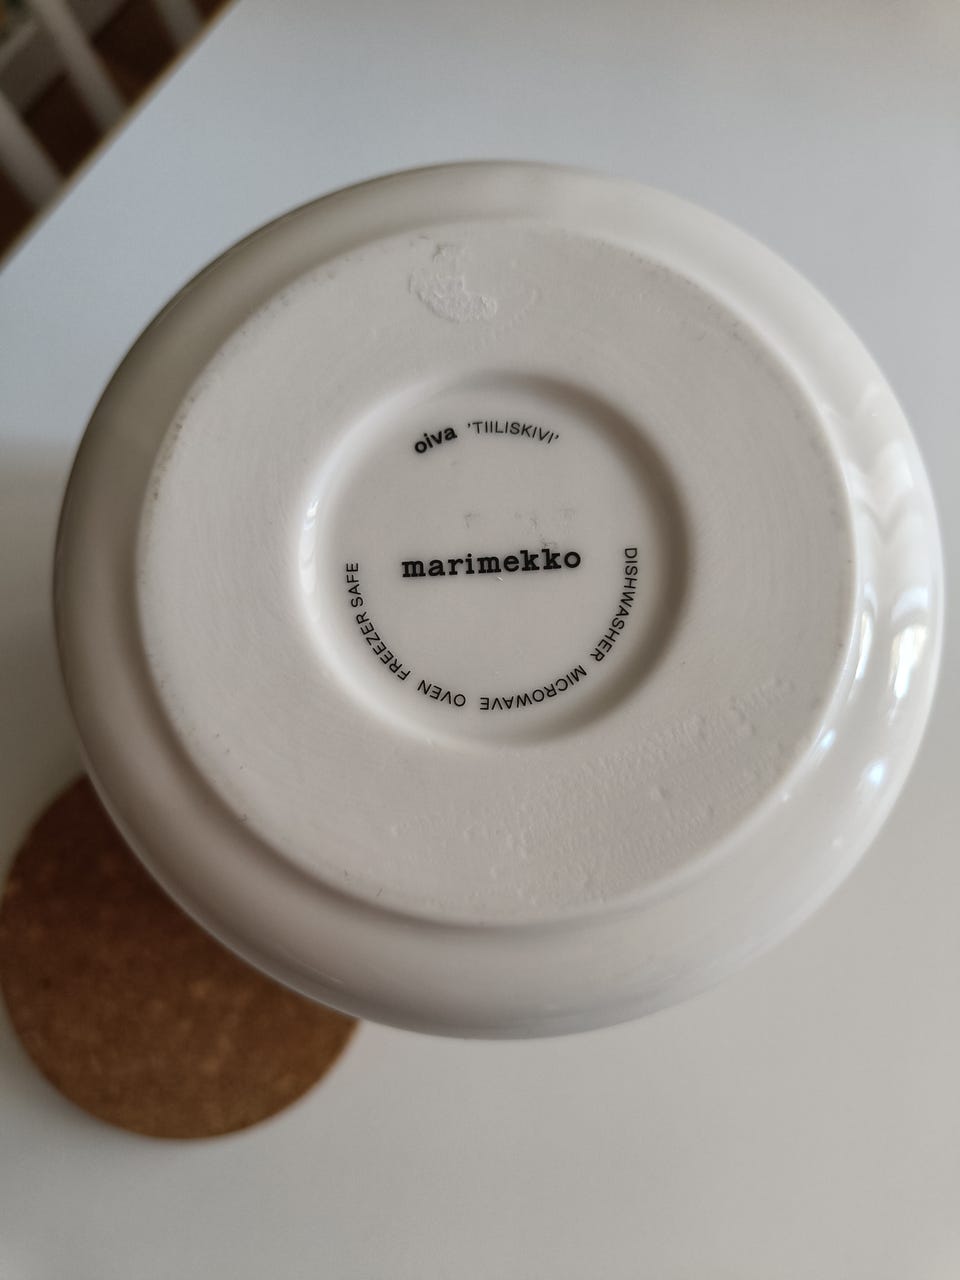 oiva 'TIILISKIVI'
marimekko
DISHWASHER MICROWAVE OVEN FREEZER SAFE